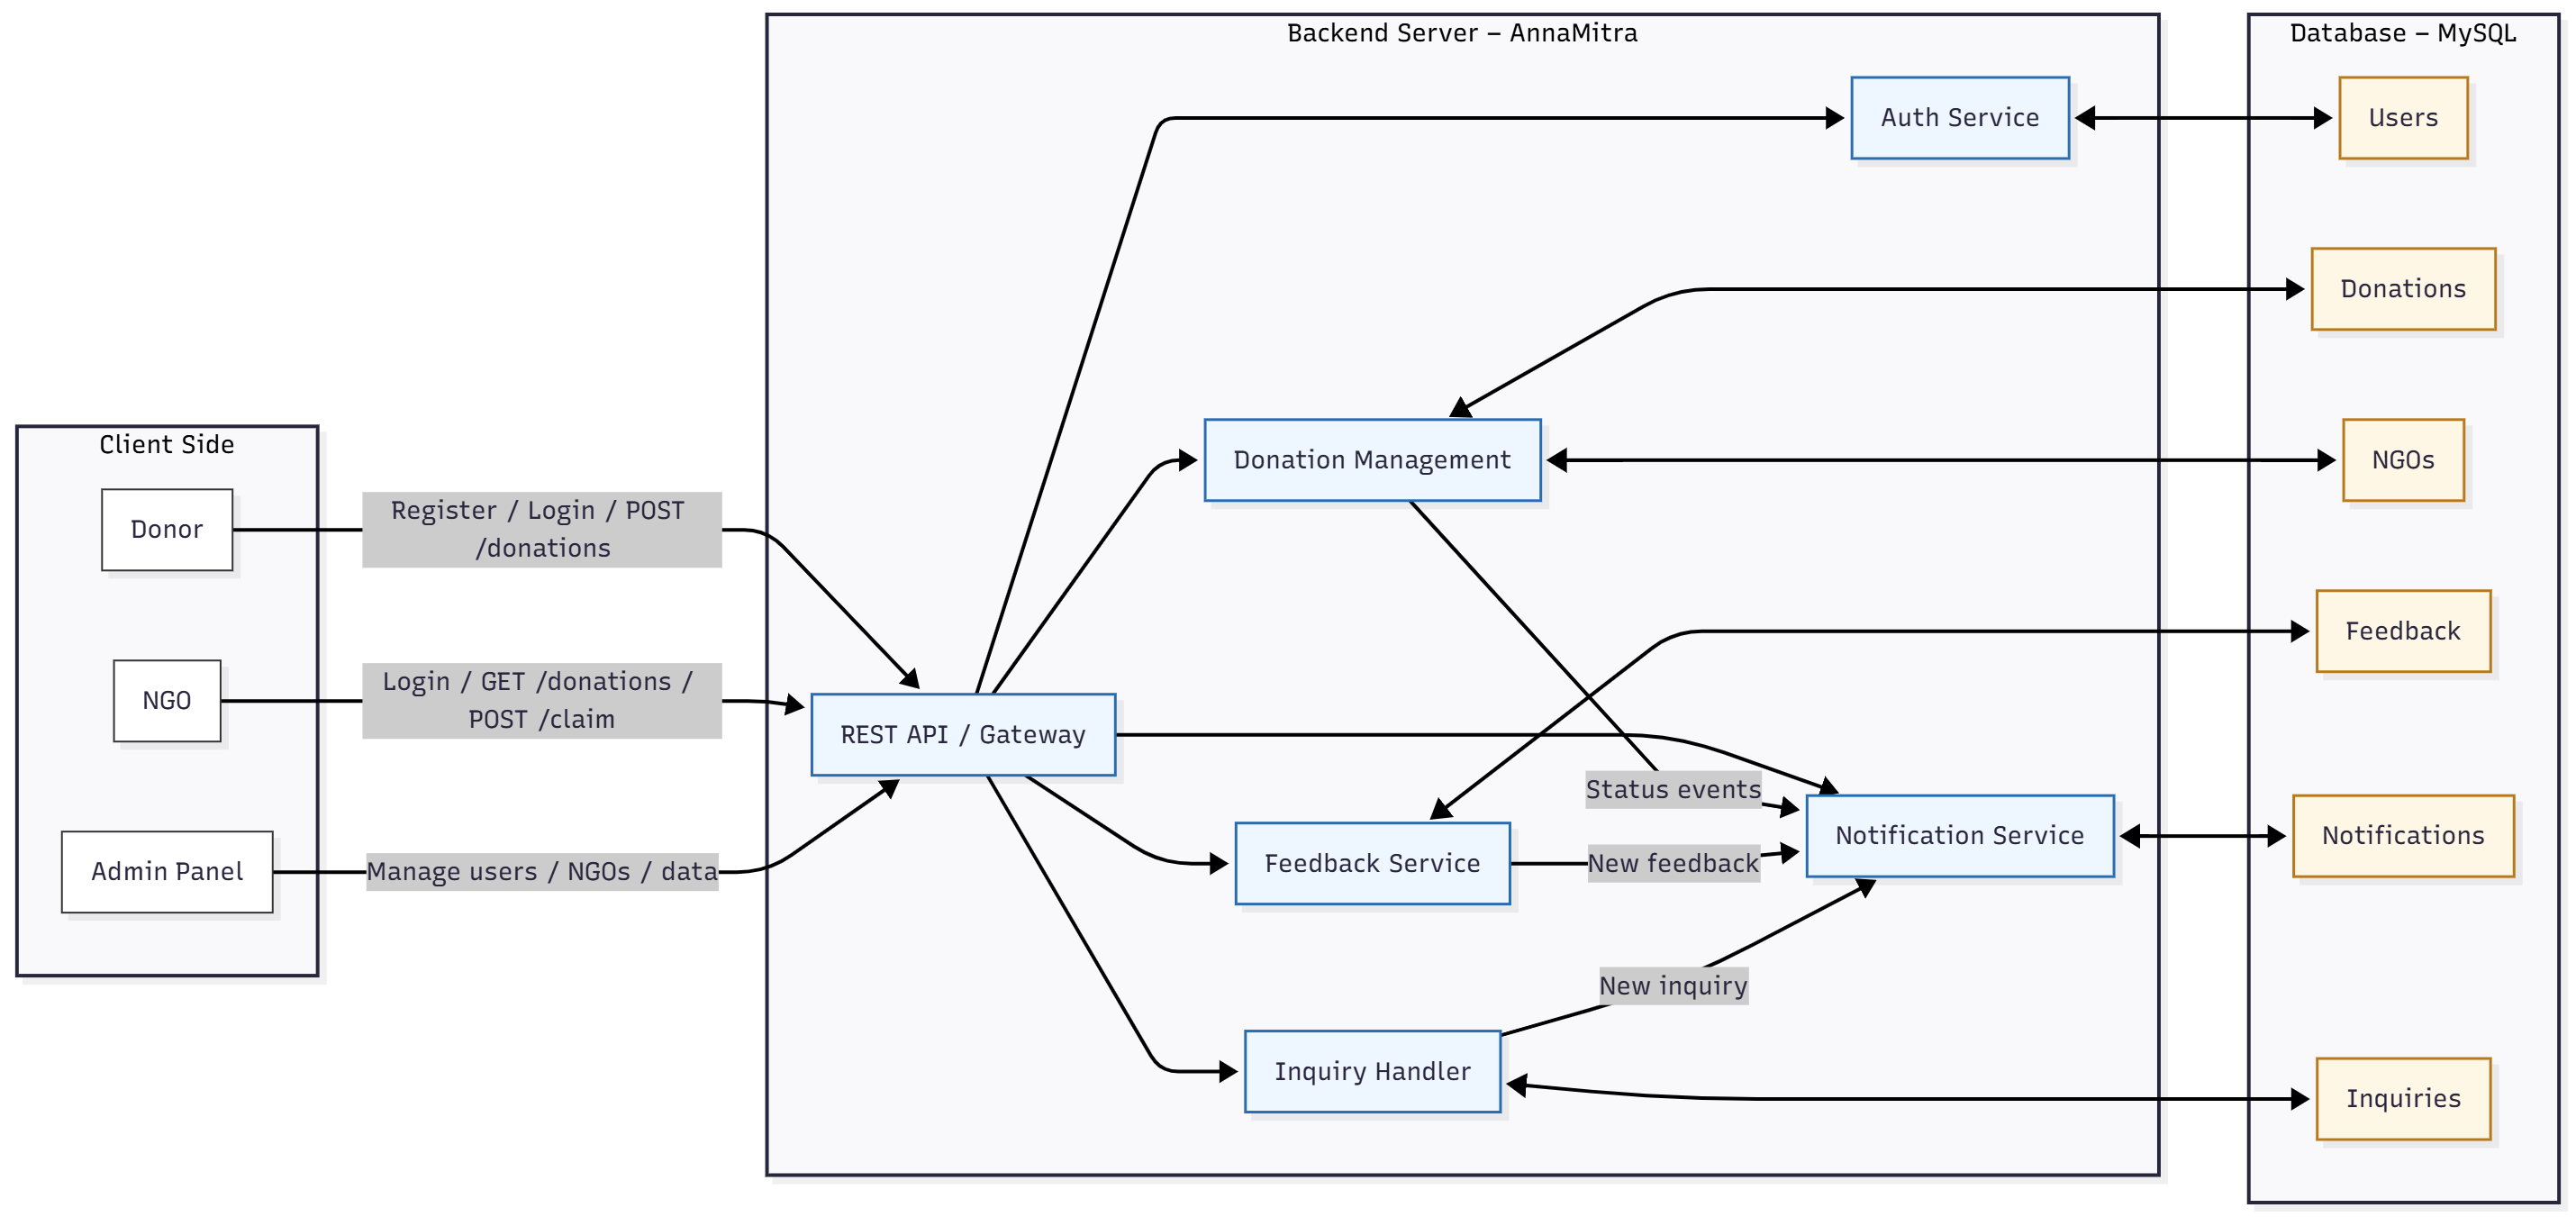 Client Side
Donor
NGO
Admin Panel
Register / Login / POST
/donations
Login / GET /donations /
POST /claim
Manage users / NGOs / data
Backend Server – AnnaMitra
REST API / Gateway
Auth Service
Donation Management
Status events
Feedback Service
New feedback
Notification Service
New inquiry
Inquiry Handler
Database – MySQL
Users
Donations
NGOs
Feedback
Notifications
Inquiries